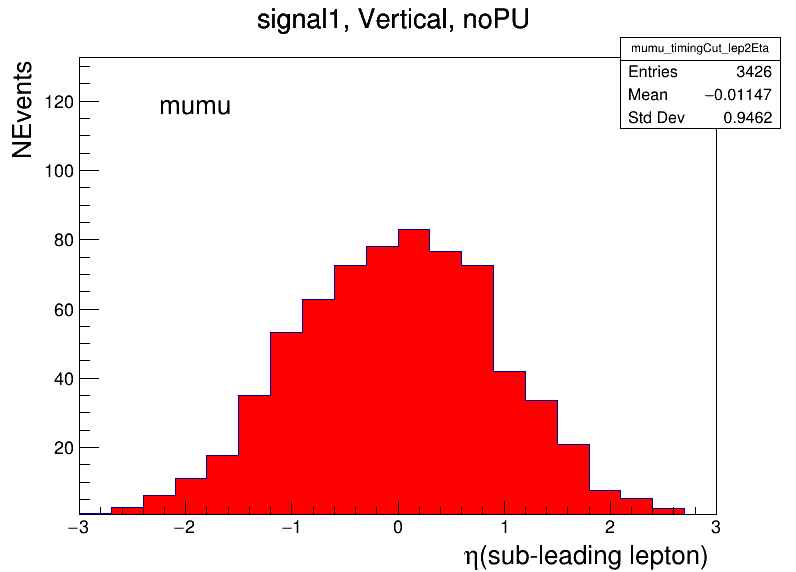 signal1, Vertical, noPU
mumu_timingCut_lep2Eta
Entries 3426
Mean −0.01147
Std Dev 0.9462
NEvents
mumu
120
100
80
60
40
20
−3 −2 −1 0 1 2 3
η(sub-leading lepton)